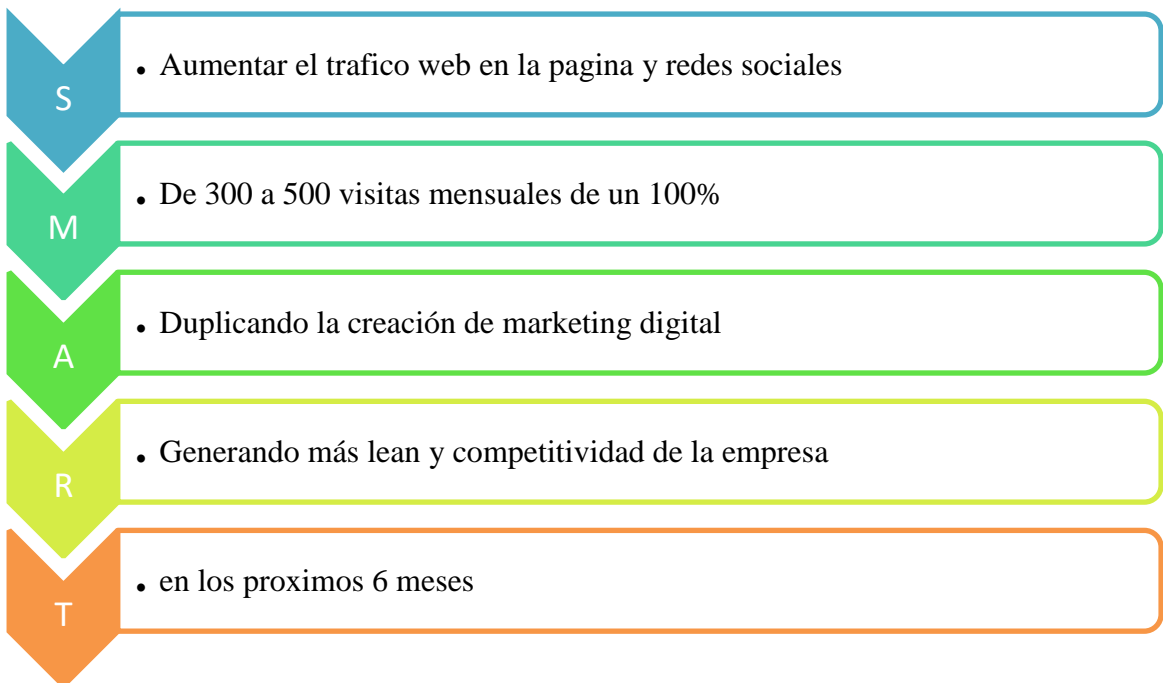 S
• Aumentar el trafico web en la pagina y redes sociales
M
• De 300 a 500 visitas mensuales de un 100%
A
• Duplicando la creación de marketing digital
R
• Generando más lean y competitividad de la empresa
T
• en los proximos 6 meses